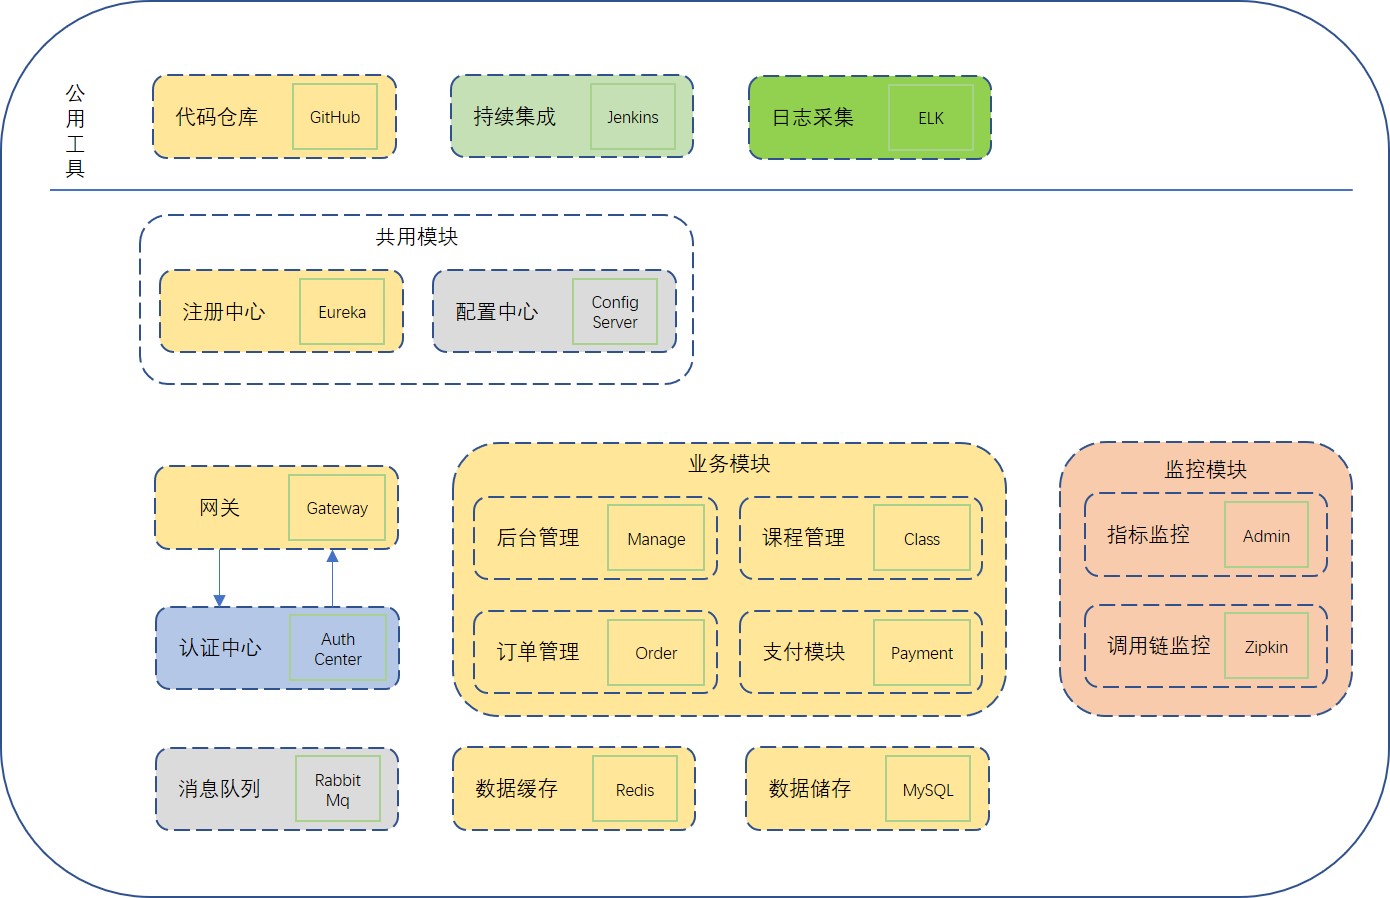 公
用
工
具
代码仓库
GitHub
持续集成
Jenkins
日志采集
ELK
共用模块
注册中心
Eureka
配置中心
Config
Server
网关
Gateway
认证中心
Auth
Center
业务模块
后台管理
Manage
课程管理
Class
订单管理
Order
支付模块
Payment
监控模块
指标监控
Admin
调用链监控
Zipkin
消息队列
Rabbit
Mq
数据缓存
Redis
数据储存
MySQL